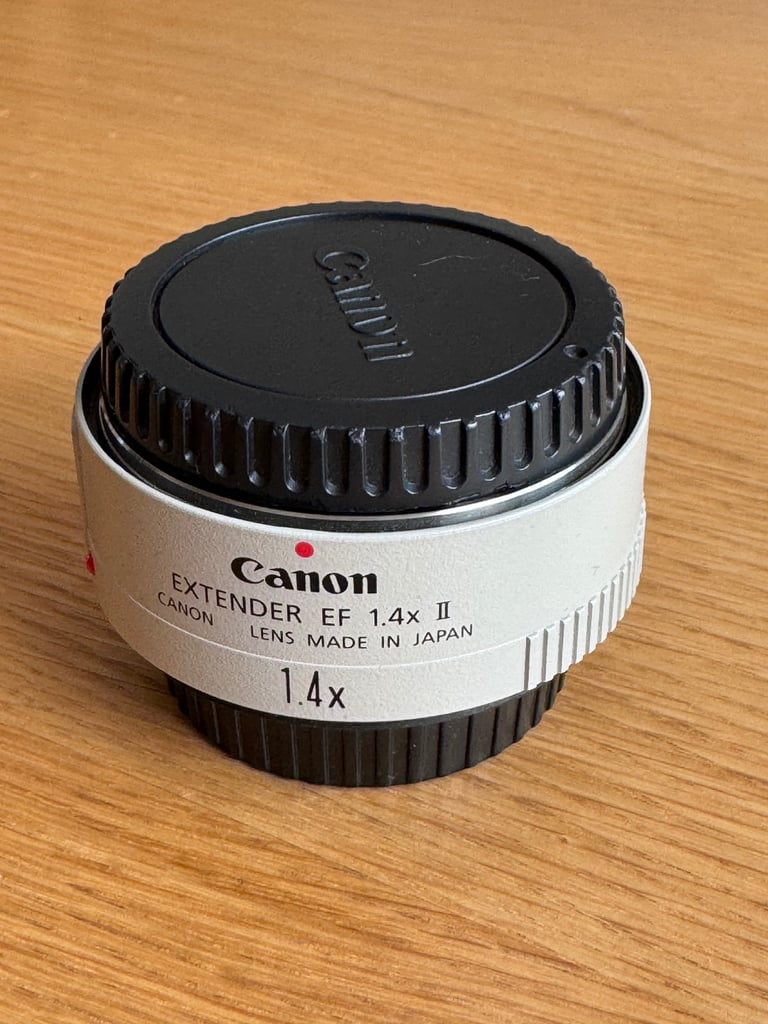 Canon
Canon
EXTENDER EF 1.4x II
CANON LENS MADE IN JAPAN
1.4x